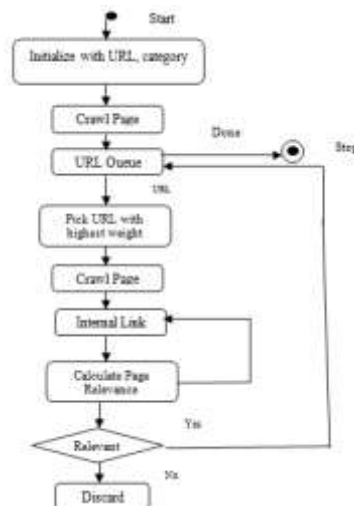 Start
Initialize with URL, category
Crawl Page
Done
Stop
URL Queue
URL
Pick URL with
highest weight
Crawl Page
Internal Link
Calculate Page
Relevance
Yes
Relevant
No
Discard